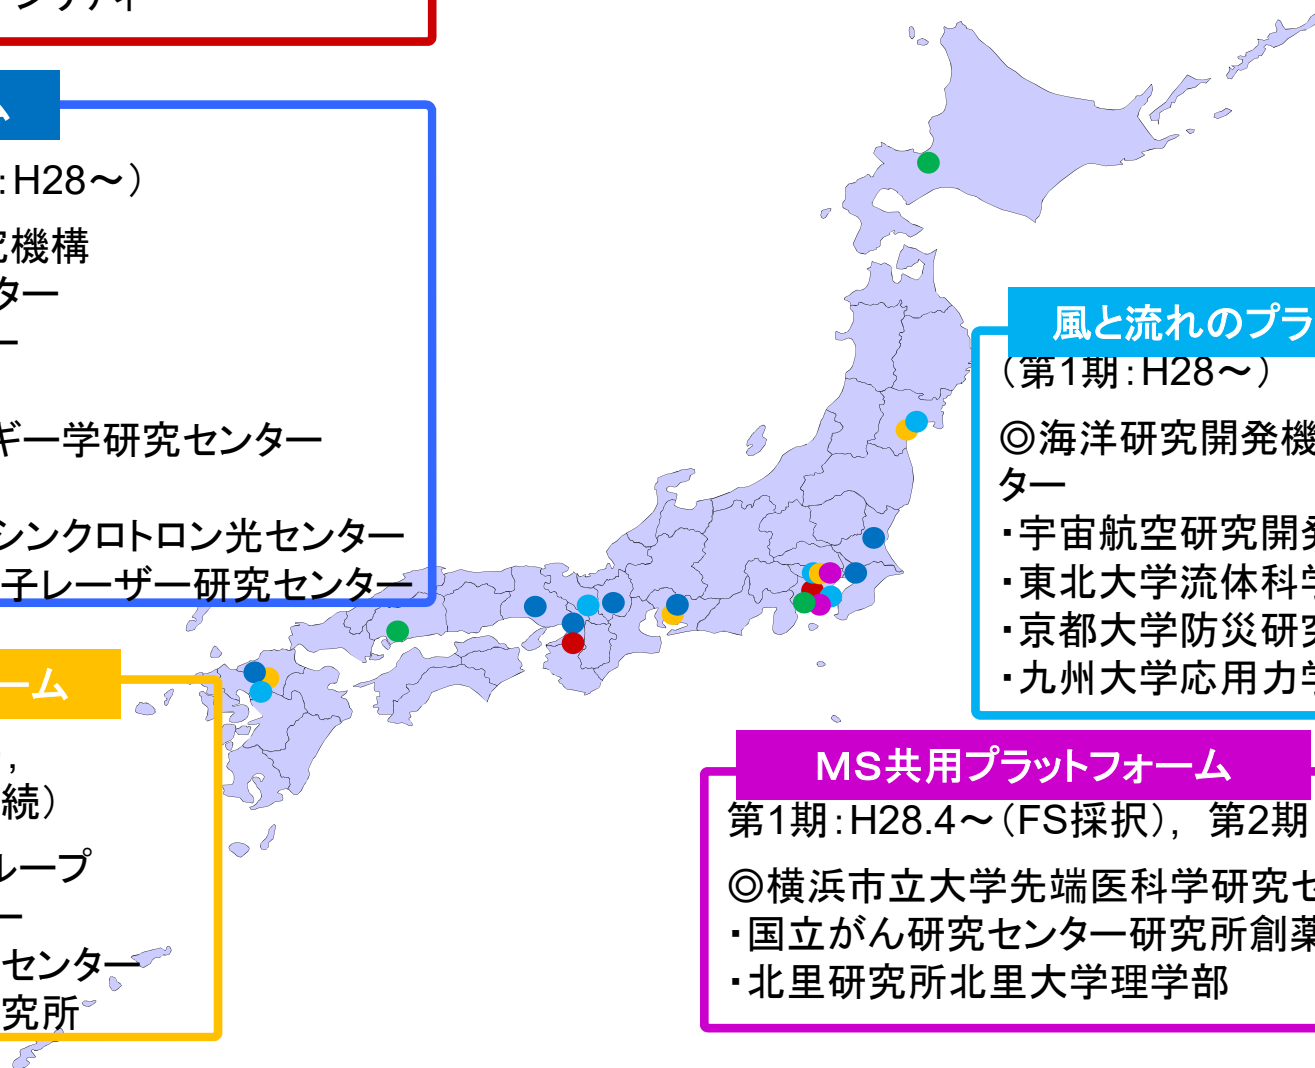 ンテティ
ム
:H28～)
究機構
ター
ー
ギー学研究センター
シンクロトロン光センター
子レーザー研究センター
ーム
,
続)
ループ
ー
センター
究所
風と流れのプラ
(第1期:H28～)
◎海洋研究開発機
ター
・宇宙航空研究開発
・東北大学流体科学
・京都大学防災研究
・九州大学応用力学
MS共用プラットフォーム
第1期:H28.4～(FS採択), 第2期
◎横浜市立大学先端医科学研究セ
・国立がん研究センター研究所創薬
・北里研究所北里大学理学部